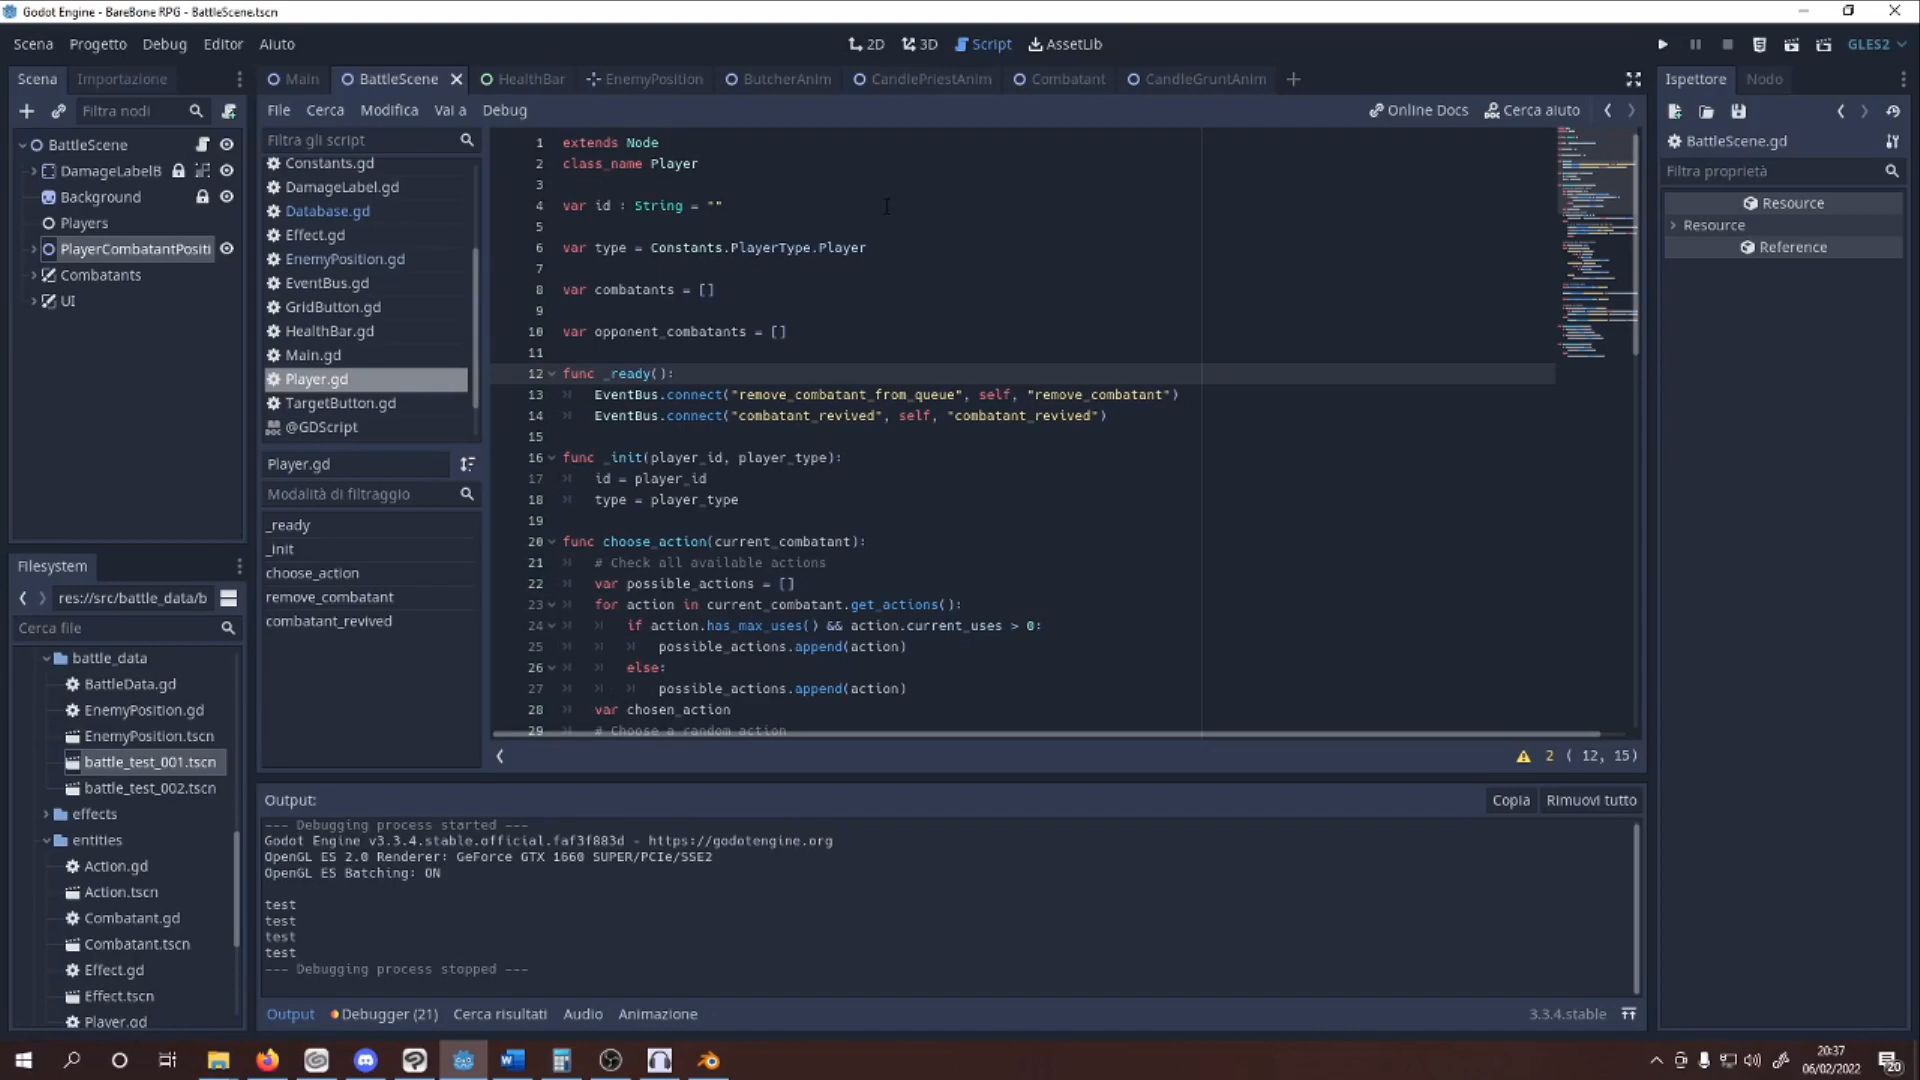 Godot Engine - BareBone RPG - BattleScene.tscn
Scena Progetto Debug Editor Aiuto
2D 3D Script AssetLib
GLES2
Scena Importazione
Main BattleScene HealthBar EnemyPosition ButcherAnim CandlePriestAnim Combatant CandleGruntAnim
Ispettore Nodo
Filtra nodi
File Cerca Modifica Vai a Debug
Online Docs Cerca aiuto
BattleScene
DamageLabelB
Background
Players
PlayerCombatantPositi
Combatants
UI
Filtra gli script
Constants.gd
DamageLabel.gd
Database.gd
Effect.gd
EnemyPosition.gd
EventBus.gd
GridButton.gd
HealthBar.gd
Main.gd
Player.gd
TargetButton.gd
@GDScript
Player.gd
Modalità di filtraggio
_ready
_init
choose_action
remove_combatant
combatant_revived
1 extends Node
2 class_name Player
3
4 var id : String = ""
5
6 var type = Constants.PlayerType.Player
7
8 var combatants = []
9
10 var opponent_combatants = []
11
12 func _ready():
13 EventBus.connect("remove_combatant_from_queue", self, "remove_combatant")
14 EventBus.connect("combatant_revived", self, "combatant_revived")
15
16 func _init(player_id, player_type):
17 id = player_id
18 type = player_type
19
20 func choose_action(current_combatant):
21 # Check all available actions
22 var possible_actions = []
23 for action in current_combatant.get_actions():
24 if action.has_max_uses() && action.current_uses > 0:
25 possible_actions.append(action)
26 else:
27 possible_actions.append(action)
28 var chosen_action
29 # Choose a random action
2 ( 12, 15)
BattleScene.gd
Filtra proprietà
Resource
Resource
Reference
Filesystem
res://src/battle_data/b
Cerca file
battle_data
BattleData.gd
EnemyPosition.gd
EnemyPosition.tscn
battle_test_001.tscn
battle_test_002.tscn
effects
entities
Action.gd
Action.tscn
Combatant.gd
Combatant.tscn
Effect.gd
Effect.tscn
Player.gd
Output:
Copia Rimuovi tutto
--- Debugging process started ---
Godot Engine v3.3.4.stable.official.faf3f883d - https://godotengine.org
OpenGL ES 2.0 Renderer: GeForce GTX 1660 SUPER/PCIe/SSE2
OpenGL ES Batching: ON
test
test
test
test
--- Debugging process stopped ---
Output Debugger (21) Cerca risultati Audio Animazione
3.3.4.stable
20:37
06/02/2022
20